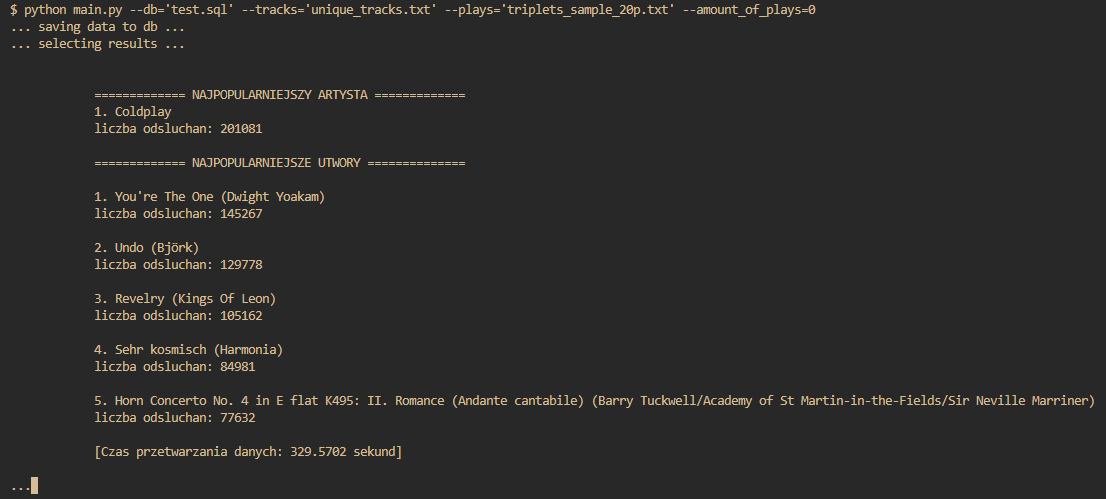 $ python main.py --db='test.sql' --tracks='unique_tracks.txt' --plays='triplets_sample_20p.txt' --amount_of_plays=0
... saving data to db ...
... selecting results ...
============= NAJPOPULARNIEJSZY ARTYSTA =============
1. Coldplay
liczba odsluchan: 201081
============= NAJPOPULARNIEJSZE UTWORY ==============
1. You're The One (Dwight Yoakam)
liczba odsluchan: 145267
2. Undo (Björk)
liczba odsluchan: 129778
3. Revelry (Kings Of Leon)
liczba odsluchan: 105162
4. Sehr kosmisch (Harmonia)
liczba odsluchan: 84981
5. Horn Concerto No. 4 in E flat K495: II. Romance (Andante cantabile) (Barry Tuckwell/Academy of St Martin-in-the-Fields/Sir Neville Marriner)
liczba odsluchan: 77632
[Czas przetwarzania danych: 329.5702 sekund]
...